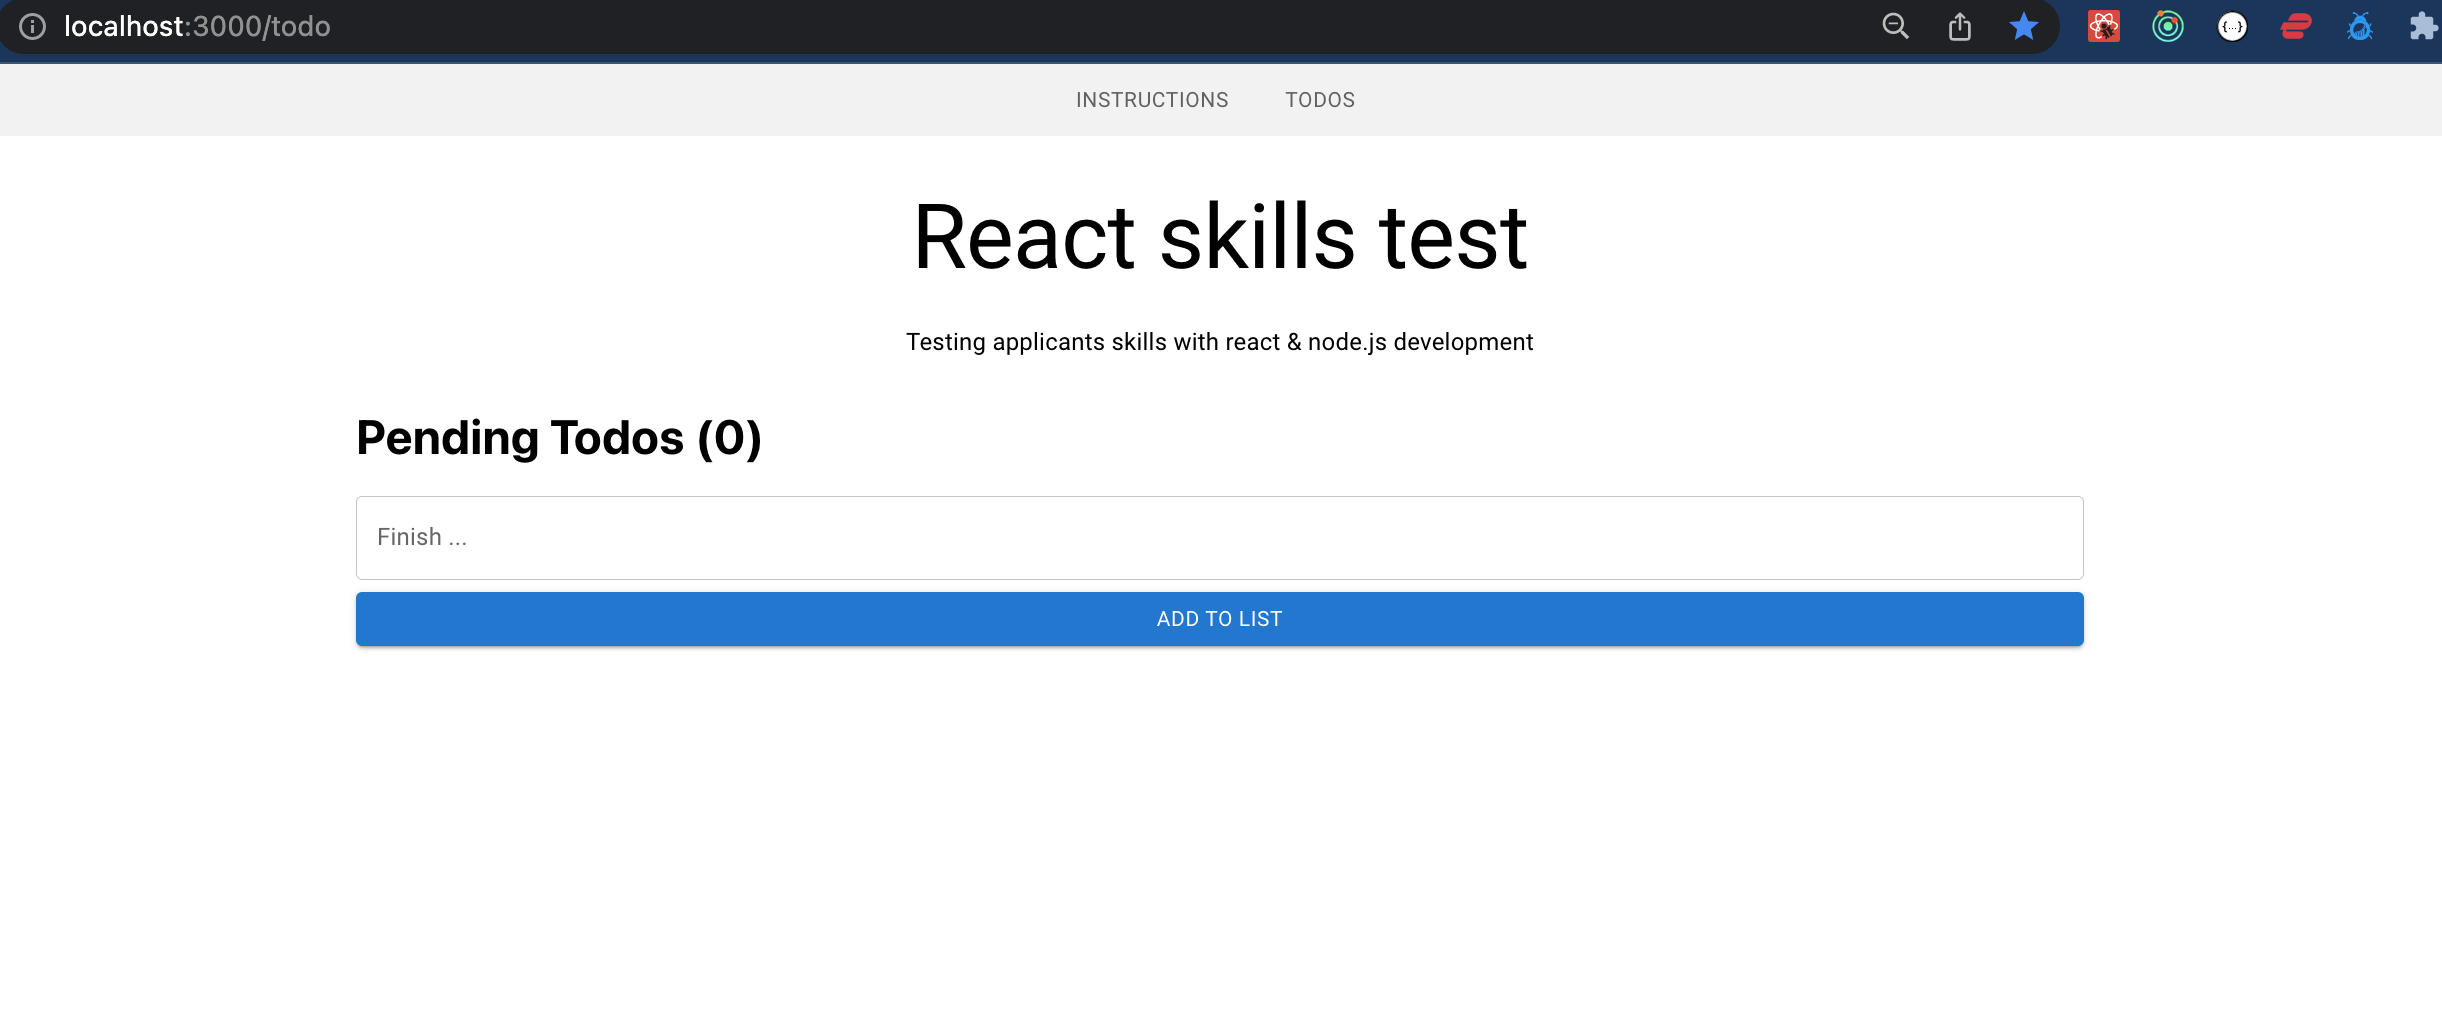 localhost:3000/todo
INSTRUCTIONS TODOS
React skills test
Testing applicants skills with react & node.js development
Pending Todos (0)
Finish ...
ADD TO LIST